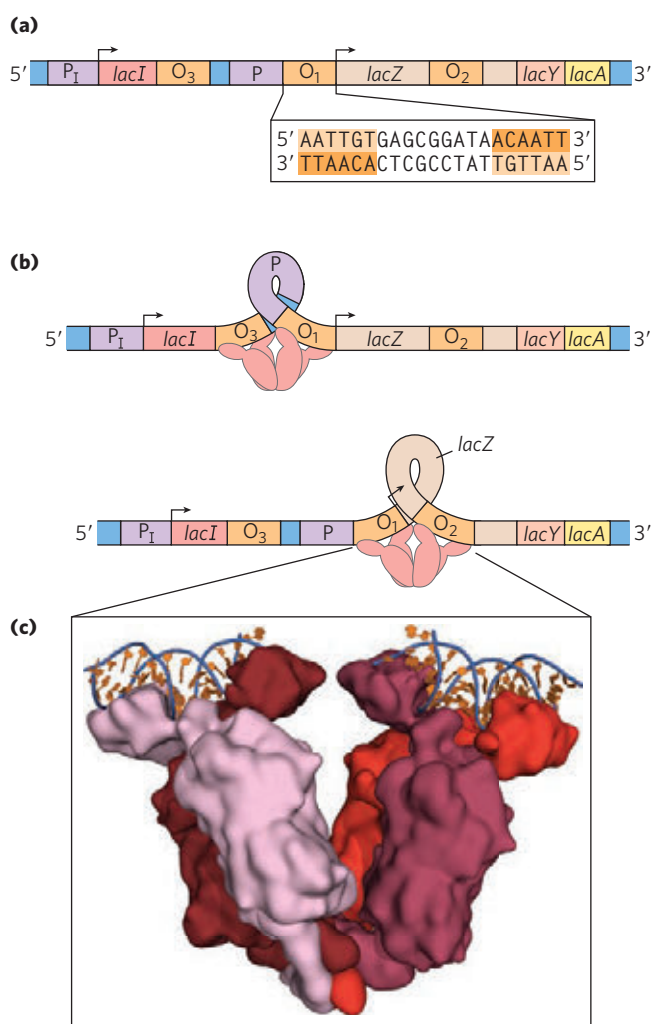 (a)
5′ P_I lacI O_3 P O_1 lacZ O_2 lacY lacA 3′
5′ AATTGTGAGCGGATAACAATT 3′
3′ TTAACACTCGCCTATTGTTAA 5′
(b)
P
5′ P_I lacI O_3 O_1 lacZ O_2 lacY lacA 3′
lacZ
5′ P_I lacI O_3 P O_1 O_2 lacY lacA 3′
(c)